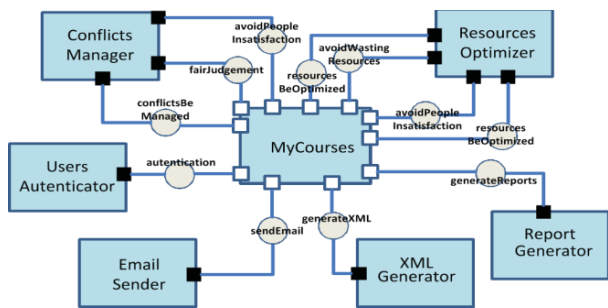 Conflicts
Manager
avoidPeople
Insatisfaction
fairJudgement
conflictsBe
Managed
resources
BeOptimized
avoidWasting
Resources
Resources
Optimizer
avoidPeople
Insatisfaction
resources
BeOptimized
MyCourses
Users
Autenticator
autentication
generateReports
Report
Generator
sendEmail
generateXML
Email
Sender
XML
Generator